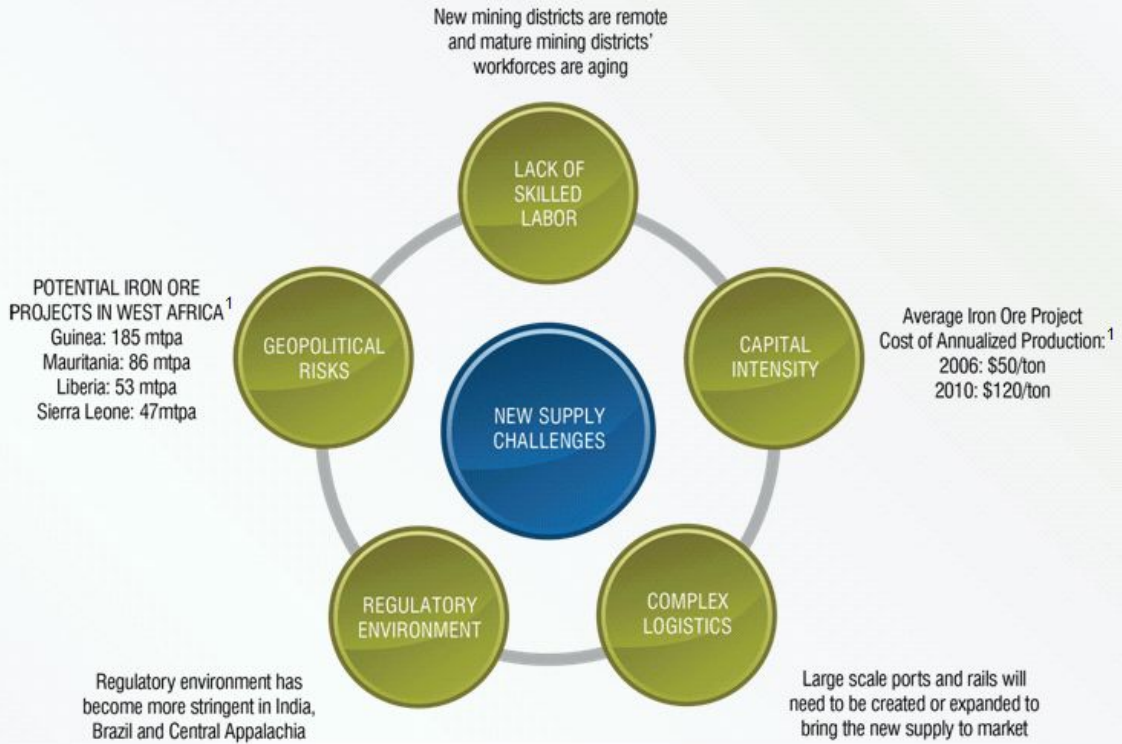 New mining districts are remote
and mature mining districts'
workforces are aging
LACK OF
SKILLED
LABOR
POTENTIAL IRON ORE
PROJECTS IN WEST AFRICA1
Guinea: 185 mtpa
Mauritania: 86 mtpa
Liberia: 53 mtpa
Sierra Leone: 47mtpa
GEOPOLITICAL
RISKS
CAPITAL
INTENSITY
Average Iron Ore Project
Cost of Annualized Production:1
2006: $50/ton
2010: $120/ton
NEW SUPPLY
CHALLENGES
REGULATORY
ENVIRONMENT
COMPLEX
LOGISTICS
Regulatory environment has
become more stringent in India,
Brazil and Central Appalachia
Large scale ports and rails will
need to be created or expanded to
bring the new supply to market